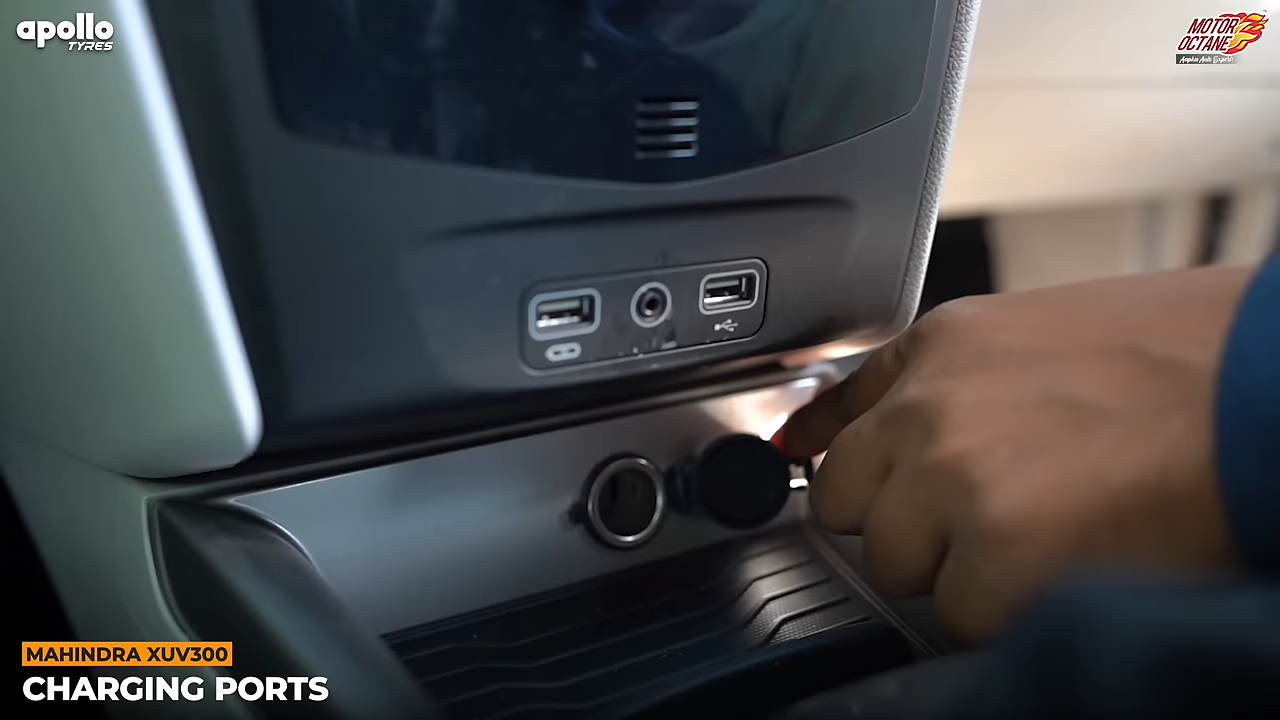 apollo
TYRES
MOTOR
OCTANE
MAHINDRA XUV300
CHARGING PORTS